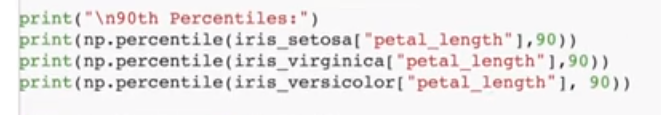 print("\n90th Percentiles:")
print(np.percentile(iris_setosa["petal_length"],90))
print(np.percentile(iris_virginica["petal_length"],90))
print(np.percentile(iris_versicolor["petal_length"], 90))